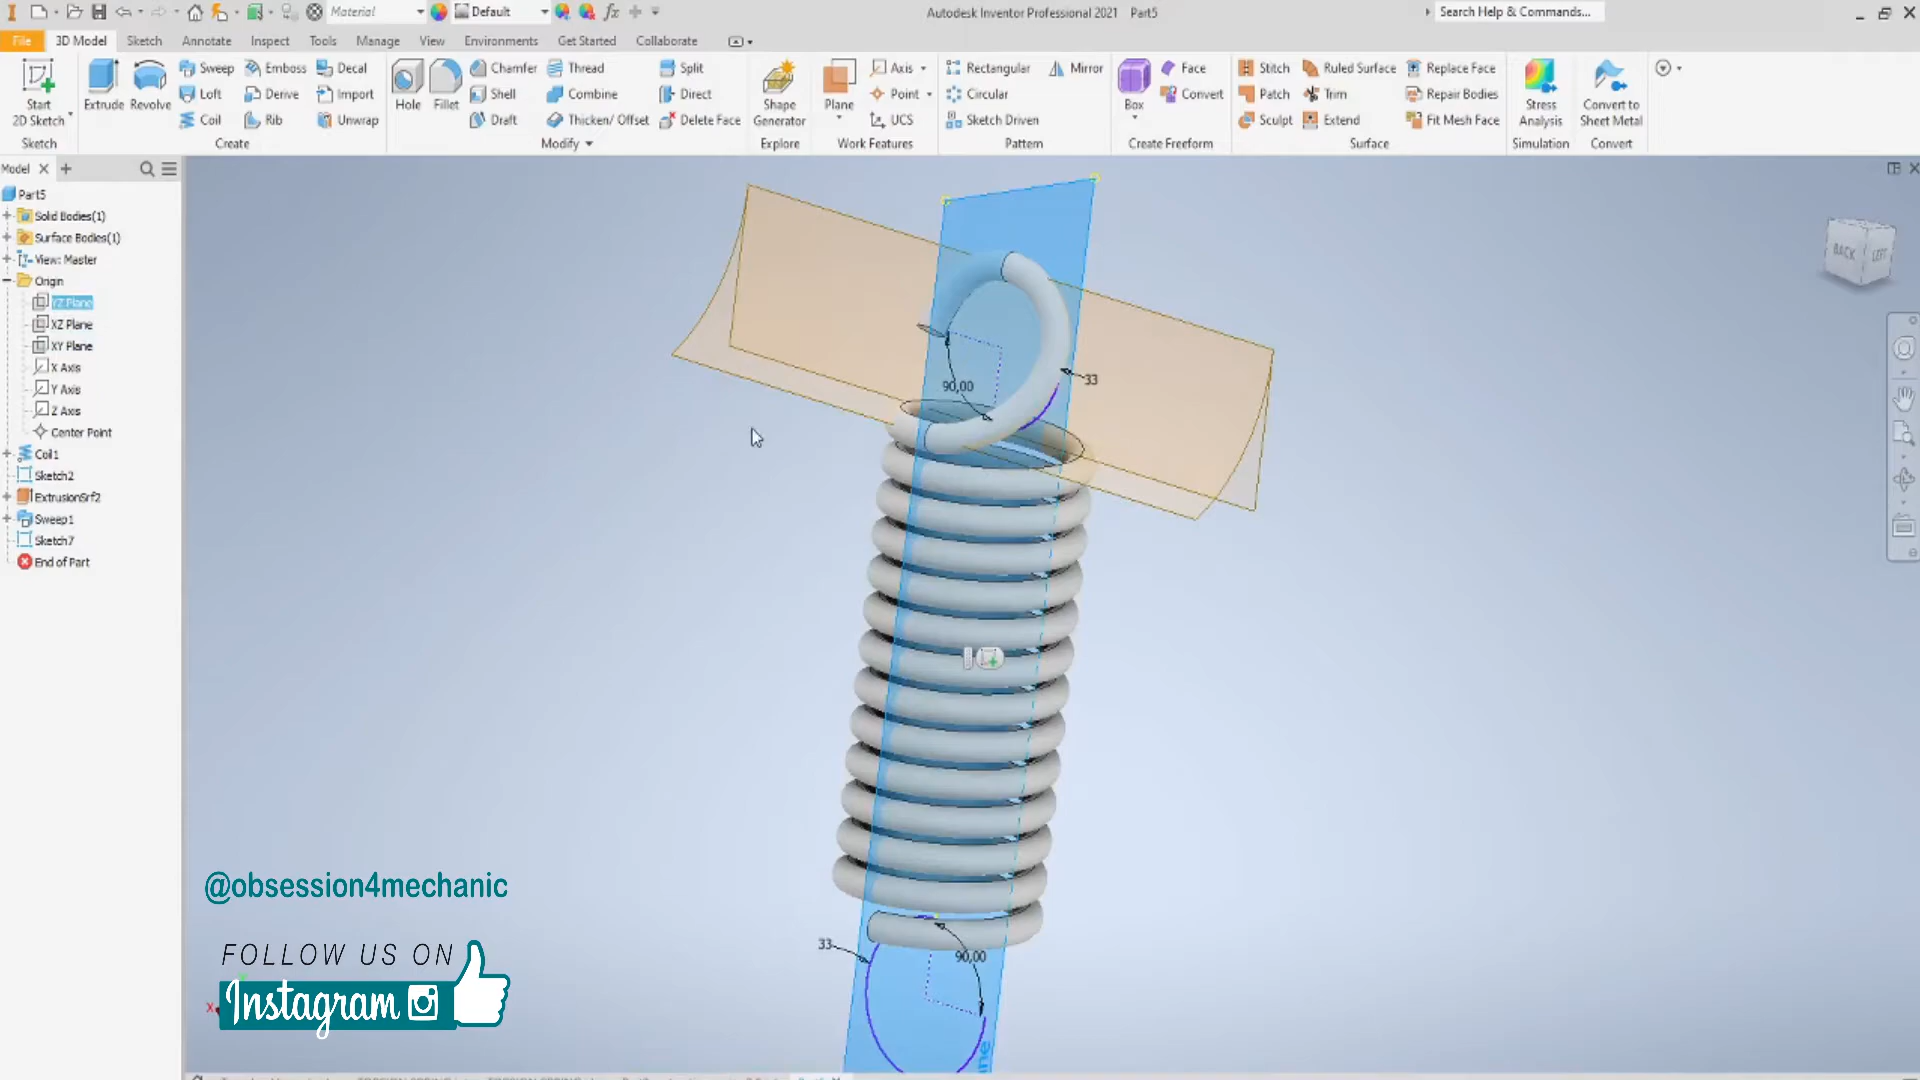 Material
Default
Autodesk Inventor Professional 2021 Part5
Search Help & Commands...
File 3D Model Sketch Annotate Inspect Tools Manage View Environments Get Started Collaborate
Start 2D Sketch
Extrude
Revolve
Sweep
Loft
Coil
Emboss
Derive
Rib
Decal
Import
Unwrap
Hole
Fillet
Chamfer
Shell
Draft
Thread
Combine
Thicken/ Offset
Split
Direct
Delete Face
Shape Generator
Plane
Axis
Point
UCS
Rectangular
Circular
Sketch Driven
Mirror
Box
Face
Convert
Stitch
Patch
Sculpt
Ruled Surface
Trim
Extend
Replace Face
Repair Bodies
Fit Mesh Face
Stress Analysis
Convert to Sheet Metal
Sketch Create Modify Explore Work Features Pattern Create Freeform Surface Simulation Convert
Model
Part5
Solid Bodies(1)
Surface Bodies(1)
View: Master
Origin
YZ Plane
XZ Plane
XY Plane
X Axis
Y Axis
Z Axis
Center Point
Coil1
Sketch2
ExtrusionSrf2
Sweep1
Sketch7
End of Part
BACK LEFT
90,00
33
33
90,00
@obsession4mechanic
FOLLOW US ON
Instagram
X